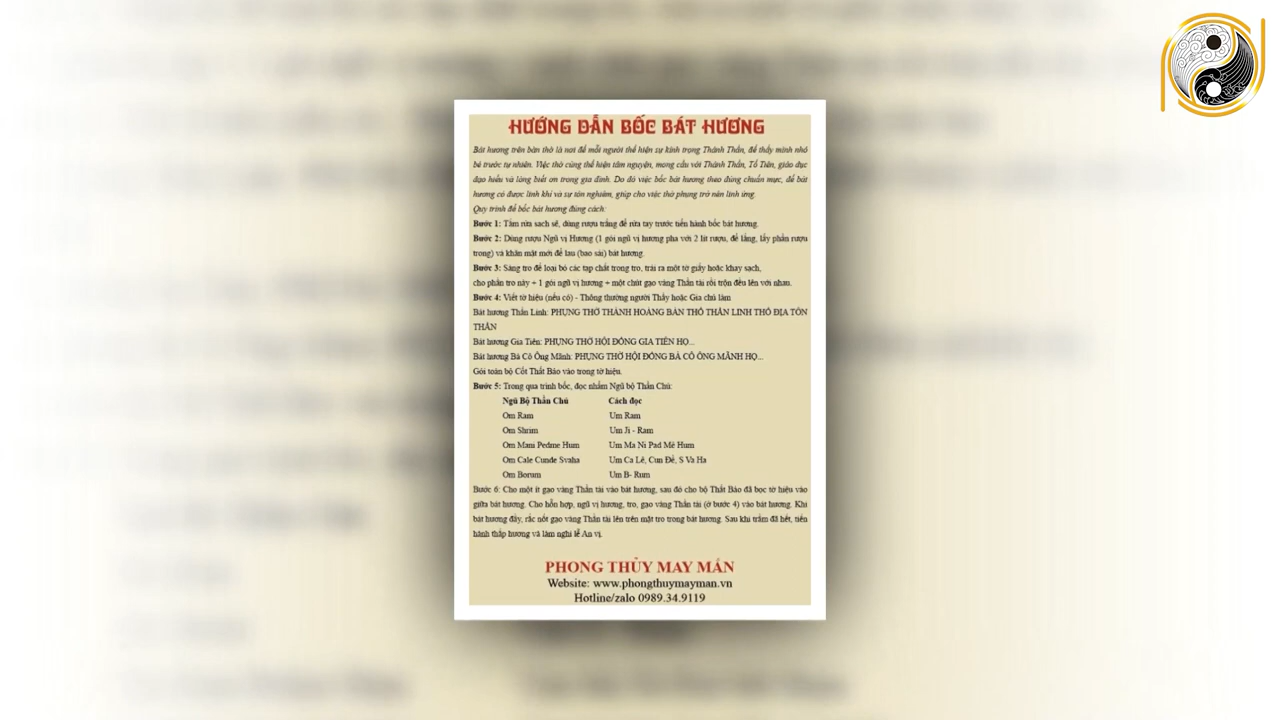 HƯỚNG DẪN BỐC BÁT HƯƠNG
Bát hương trên bàn thờ là nơi để mỗi người thể hiện sự kính trọng Thánh Thần, để thấy mình nhỏ
bé trước tự nhiên. Việc thờ cúng thể hiện tâm nguyện, mong cầu với Thánh Thần, Tổ Tiên, giáo dục
đạo hiếu và lòng biết ơn trong gia đình. Do đó việc bốc bát hương theo đúng chuẩn mực, để bát
hương có được linh khí và sự tôn nghiêm, giúp cho việc thờ phụng trở nên linh ứng.
Quy trình để bốc bát hương đúng cách:
Bước 1: Tắm rửa sạch sẽ, dùng rượu trắng để rửa tay trước tiến hành bốc bát hương.
Bước 2: Dùng rượu Ngũ vị Hương (1 gói ngũ vị hương pha với 2 lít rượu, để lắng, lấy phần rượu
trong) và khăn mặt mới để lau (bao sái) bát hương.
Bước 3: Sàng tro để loại bỏ các tạp chất trong tro, trải ra một tờ giấy hoặc khay sạch,
cho phần tro này + 1 gói ngũ vị hương + một chút gạo vàng Thần tài rồi trộn đều lên với nhau.
Bước 4: Viết tờ hiệu (nếu có) - Thông thường người Thầy hoặc Gia chủ làm
Bát hương Thần Linh: PHỤNG THỜ THÀNH HOÀNG BẢN THỔ THẦN LINH THỔ ĐỊA TÔN
THẦN
Bát hương Gia Tiên: PHỤNG THỜ HỘI ĐỒNG GIA TIÊN HỌ...
Bát hương Bà Cô Ông Mãnh: PHỤNG THỜ HỘI ĐỒNG BÀ CÔ ÔNG MÃNH HỌ...
Gói toàn bộ Cốt Thất Bảo vào trong tờ hiệu.
Bước 5: Trong quá trình bốc, đọc nhẩm Ngũ bộ Thần Chú:
Ngũ Bộ Thần Chú Cách đọc
Om Ram Um Ram
Om Shrim Um Ji - Ram
Om Mani Pedme Hum Um Ma Ni Pad Mê Hum
Om Cale Cunde Svaha Um Ca Lê, Cun Đề, S Va Ha
Om Borum Um B- Rum
Bước 6: Cho một ít gạo vàng Thần tài vào bát hương, sau đó cho bộ Thất Bảo đã bọc tờ hiệu vào
giữa bát hương. Cho hỗn hợp, ngũ vị hương, tro, gạo vàng Thần tài (ở bước 4) vào bát hương. Khi
bát hương đầy, rắc nốt gạo vàng Thần tài lên trên mặt tro trong bát hương. Sau khi trầm đã hết, tiến
hành thắp hương và làm nghi lễ An vị.
PHONG THỦY MAY MẮN
Website: www.phongthuymayman.vn
Hotline/zalo 0989.34.9119